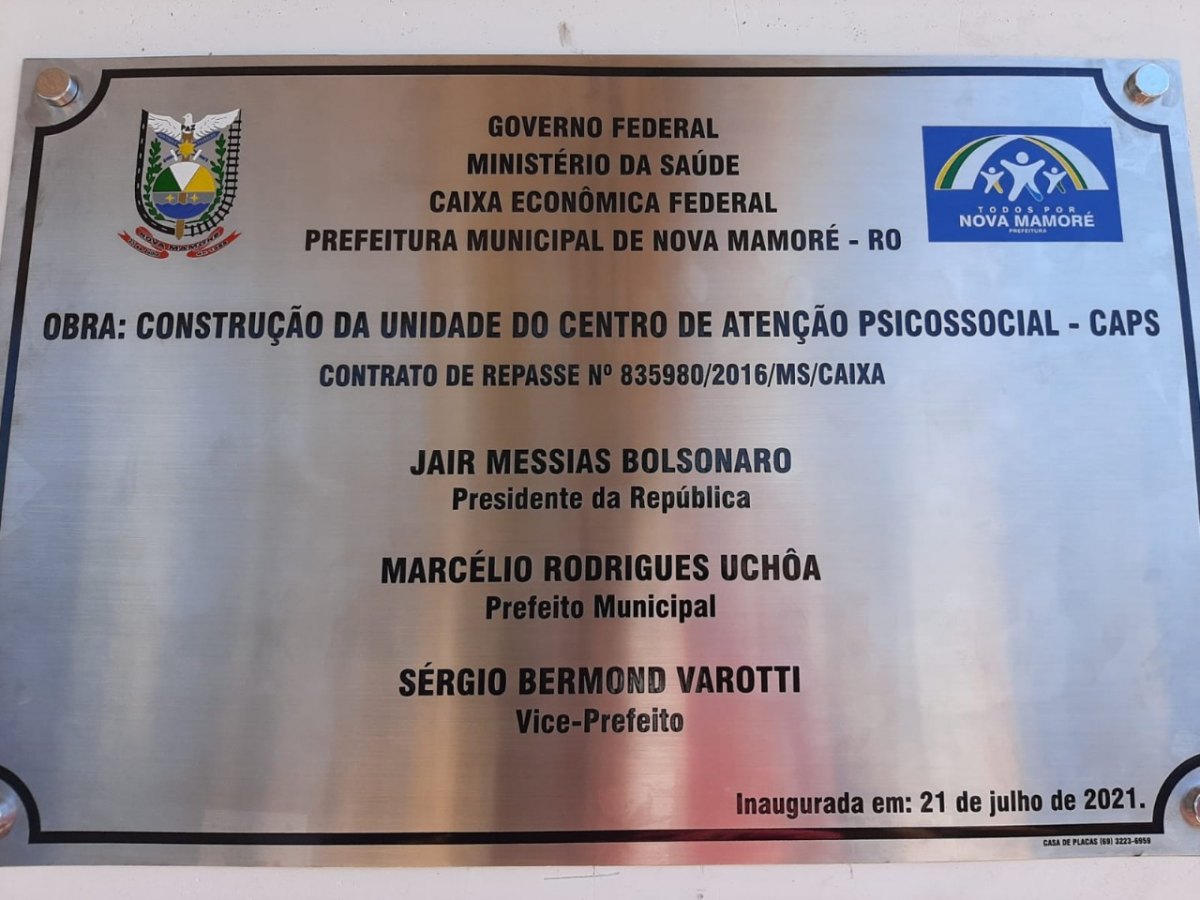 GOVERNO FEDERAL
MINISTÉRIO DA SAÚDE
CAIXA ECONÔMICA FEDERAL
PREFEITURA MUNICIPAL DE NOVA MAMORÉ - RO
PAZ
NOVA MAMORÉ
TODOS POR
NOVA MAMORÉ
PREFEITURA
OBRA: CONSTRUÇÃO DA UNIDADE DO CENTRO DE ATENÇÃO PSICOSSOCIAL - CAPS
CONTRATO DE REPASSE Nº 835980/2016/MS/CAIXA
JAIR MESSIAS BOLSONARO
Presidente da República
MARCÉLIO RODRIGUES UCHÔA
Prefeito Municipal
SÉRGIO BERMOND VAROTTI
Vice-Prefeito
Inaugurada em: 21 de julho de 2021.
CASA DE PLACAS (69) 3223-6959